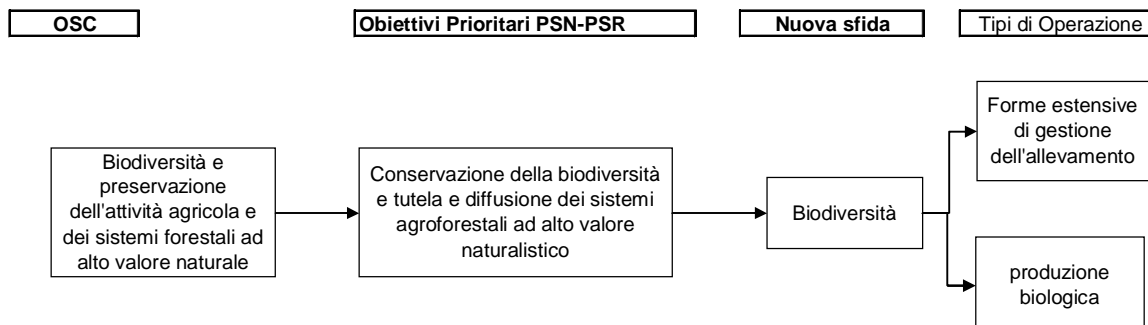 OSC
Obiettivi Prioritari PSN-PSR
Nuova sfida
Tipi di Operazione
Biodiversità e
preservazione
dell'attività agricola e
dei sistemi forestali ad
alto valore naturale
Conservazione della biodiversità
e tutela e diffusione dei sistemi
agroforestali ad alto valore
naturalistico
Biodiversità
Forme estensive
di gestione
dell'allevamento
produzione
biologica